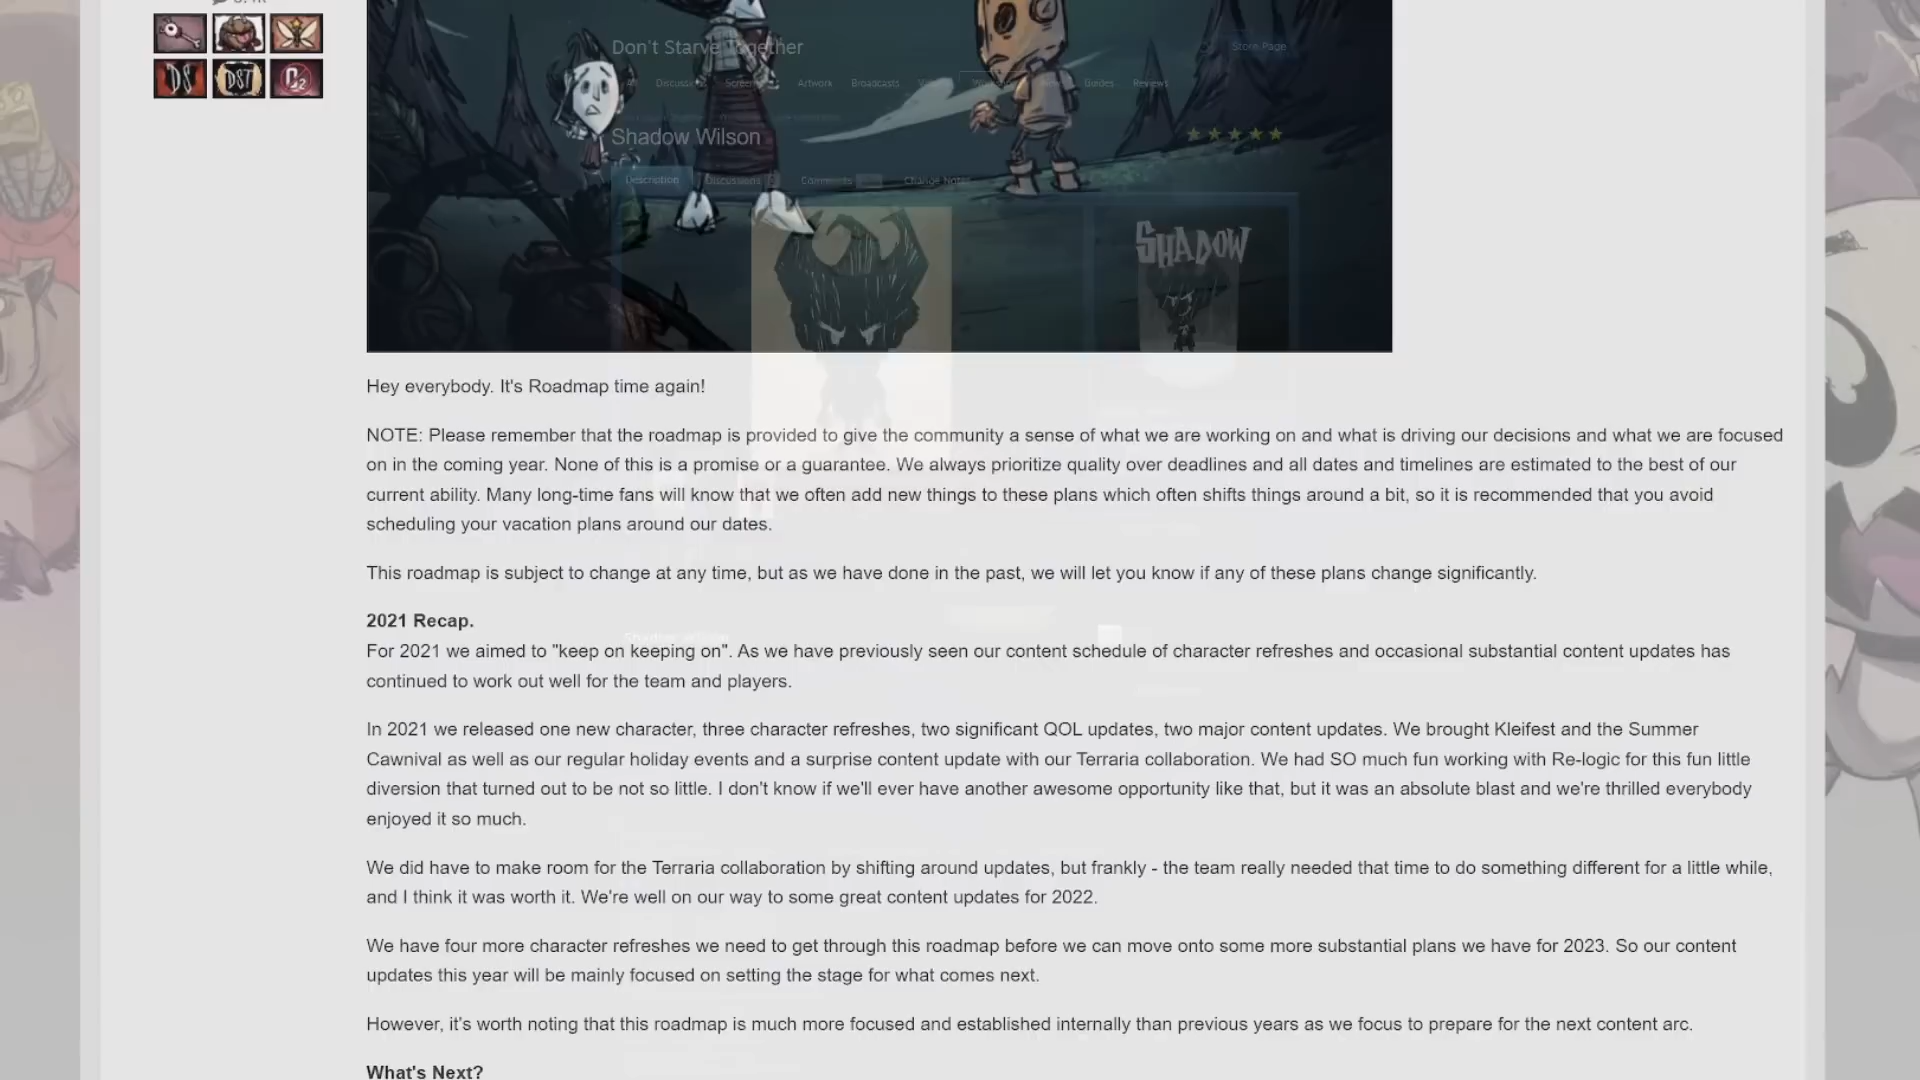 Don't Starve Together
Store Page
Artwork
Broadcasts
Guides
Reviews
Shadow Wilson
Description
Discussions
Comments
Change Notes
SHADOW
DS
DST
Hey everybody. It's Roadmap time again!
NOTE: Please remember that the roadmap is provided to give the community a sense of what we are working on and what is driving our decisions and what we are focused
on in the coming year. None of this is a promise or a guarantee. We always prioritize quality over deadlines and all dates and timelines are estimated to the best of our
current ability. Many long-time fans will know that we often add new things to these plans which often shifts things around a bit, so it is recommended that you avoid
scheduling your vacation plans around our dates.
This roadmap is subject to change at any time, but as we have done in the past, we will let you know if any of these plans change significantly.
2021 Recap.
For 2021 we aimed to "keep on keeping on". As we have previously seen our content schedule of character refreshes and occasional substantial content updates has
continued to work out well for the team and players.
In 2021 we released one new character, three character refreshes, two significant QOL updates, two major content updates. We brought Kleifest and the Summer
Cawnival as well as our regular holiday events and a surprise content update with our Terraria collaboration. We had SO much fun working with Re-logic for this fun little
diversion that turned out to be not so little. I don't know if we'll ever have another awesome opportunity like that, but it was an absolute blast and we're thrilled everybody
enjoyed it so much.
We did have to make room for the Terraria collaboration by shifting around updates, but frankly - the team really needed that time to do something different for a little while,
and I think it was worth it. We're well on our way to some great content updates for 2022.
We have four more character refreshes we need to get through this roadmap before we can move onto some more substantial plans we have for 2023. So our content
updates this year will be mainly focused on setting the stage for what comes next.
However, it's worth noting that this roadmap is much more focused and established internally than previous years as we focus to prepare for the next content arc.
What's Next?